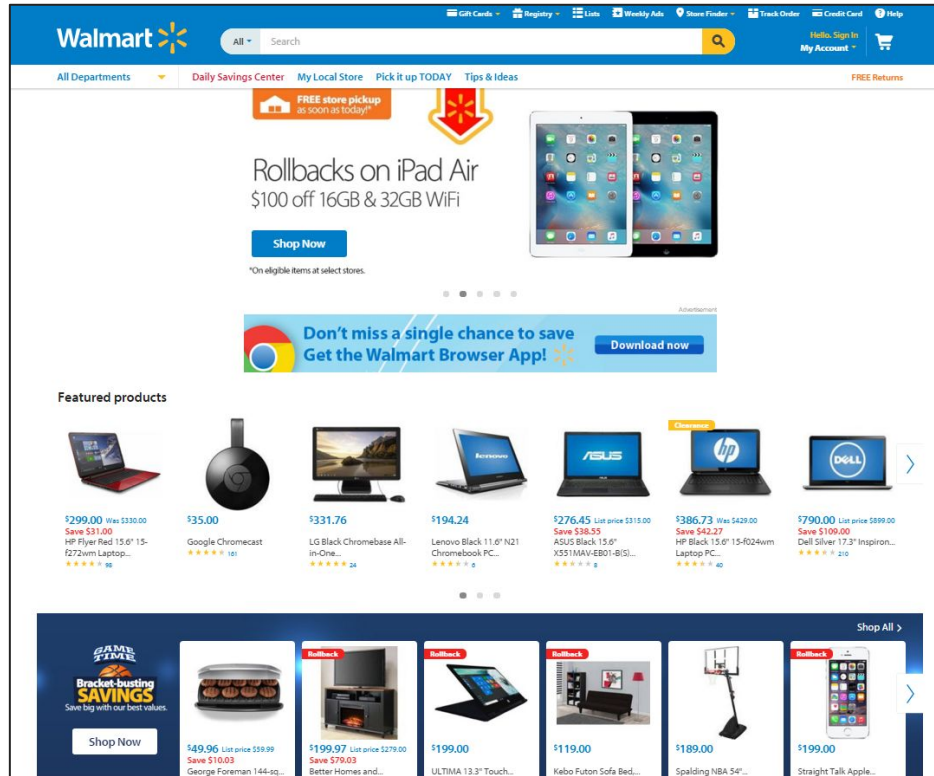 Gift Cards Registry Lists Weekly Ads Store Finder Track Order Credit Card Help
Walmart All Search Hello. Sign In
My Account
All Departments Daily Savings Center My Local Store Pick it up TODAY Tips & Ideas FREE Returns
FREE store pickup
as soon as today!*
Rollbacks on iPad Air
$100 off 16GB & 32GB WiFi
Shop Now
*On eligible items at select stores.
Advertisement
Don't miss a single chance to save
Get the Walmart Browser App!
Download now
Featured products
$299.00 Was $330.00
Save $31.00
HP Flyer Red 15.6" 15-
f272wm Laptop...
98
$35.00
Google Chromecast
161
$331.76
LG Black Chromebase All-
in-One...
24
lenovo
$194.24
Lenovo Black 11.6" N21
Chromebook PC...
6
ASUS
$276.45 List price $315.00
Save $38.55
ASUS Black 15.6"
X551MAV-EB01-B(S)...
8
Clearance
hp
$386.73 Was $429.00
Save $42.27
HP Black 15.6" 15-f024wm
Laptop PC...
40
DELL
$790.00 List price $899.00
Save $109.00
Dell Silver 17.3" Inspiron...
210
Shop All
GAME
TIME
Bracket-busting
SAVINGS
Save big with our best values.
Shop Now
$49.96 List price $59.99
Save $10.03
George Foreman 144-sq...
Rollback
$199.97 List price $279.00
Save $79.03
Better Homes and...
Rollback
$199.00
ULTIMA 13.3" Touch...
Rollback
$119.00
Kebo Futon Sofa Bed,...
$189.00
Spalding NBA 54"...
Rollback
$199.00
Straight Talk Apple...